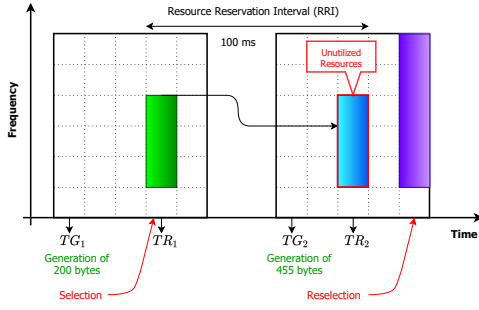 Resource Reservation Interval (RRI)
100 ms
Unutilized
Resources
Frequency
Time
TG1
TR1
TG2
TR2
Generation of
200 bytes
Generation of
455 bytes
Selection
Reselection